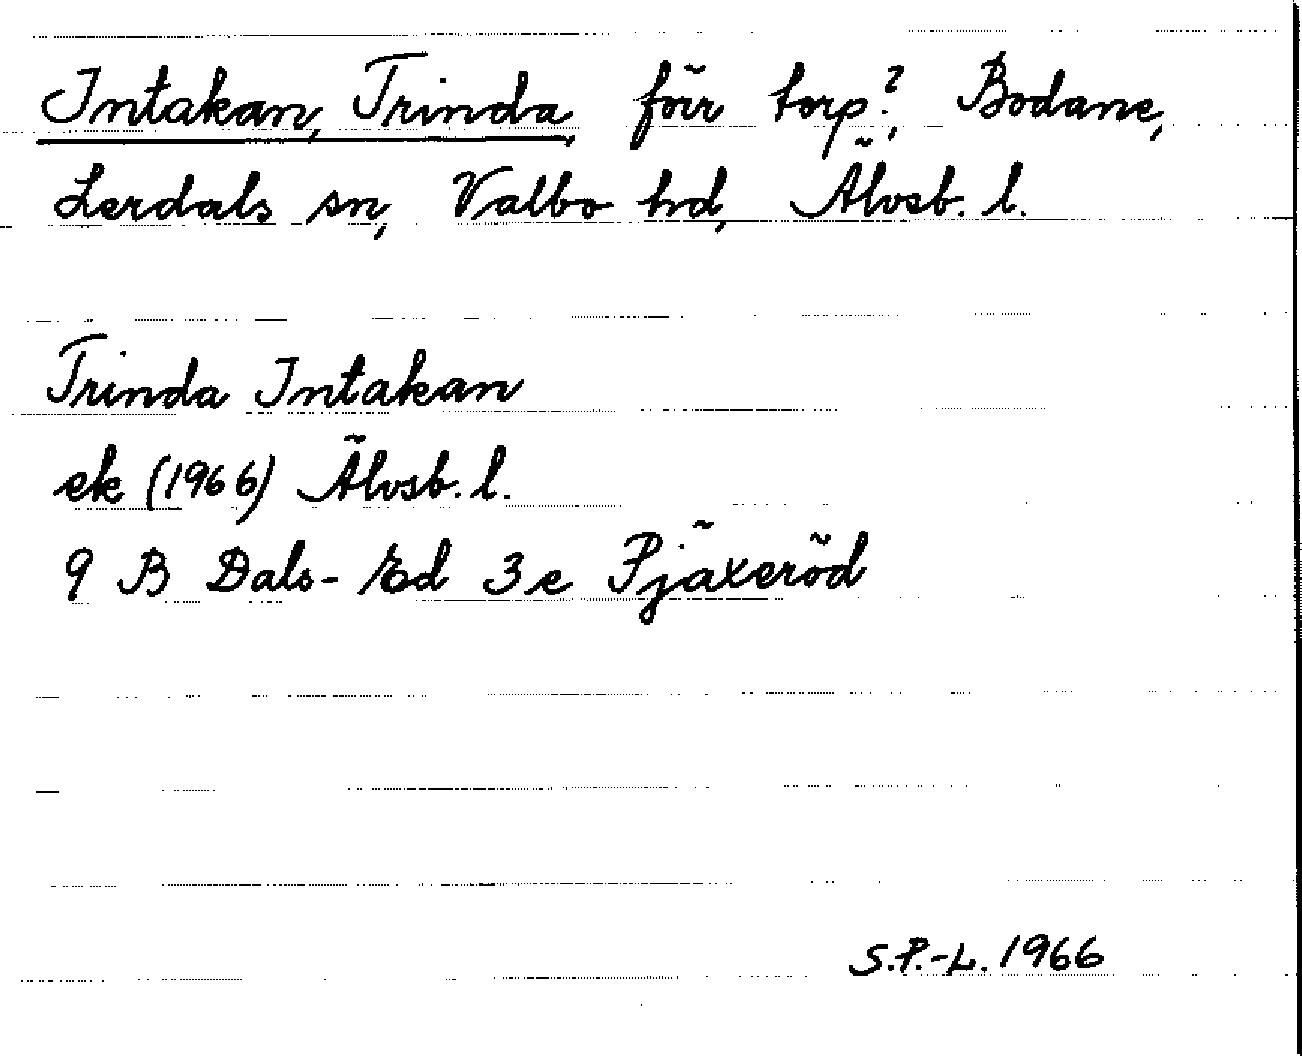 Intakan, Trinda, förr torp?, Bodane,
Lerdals sn, Valbo hd, Älvsb. l.
Trinda Intakan
ek (1966) Älvsb. l.
9 B Dals-Ed 3e Pjäxeröd
S.P.-L. 1966